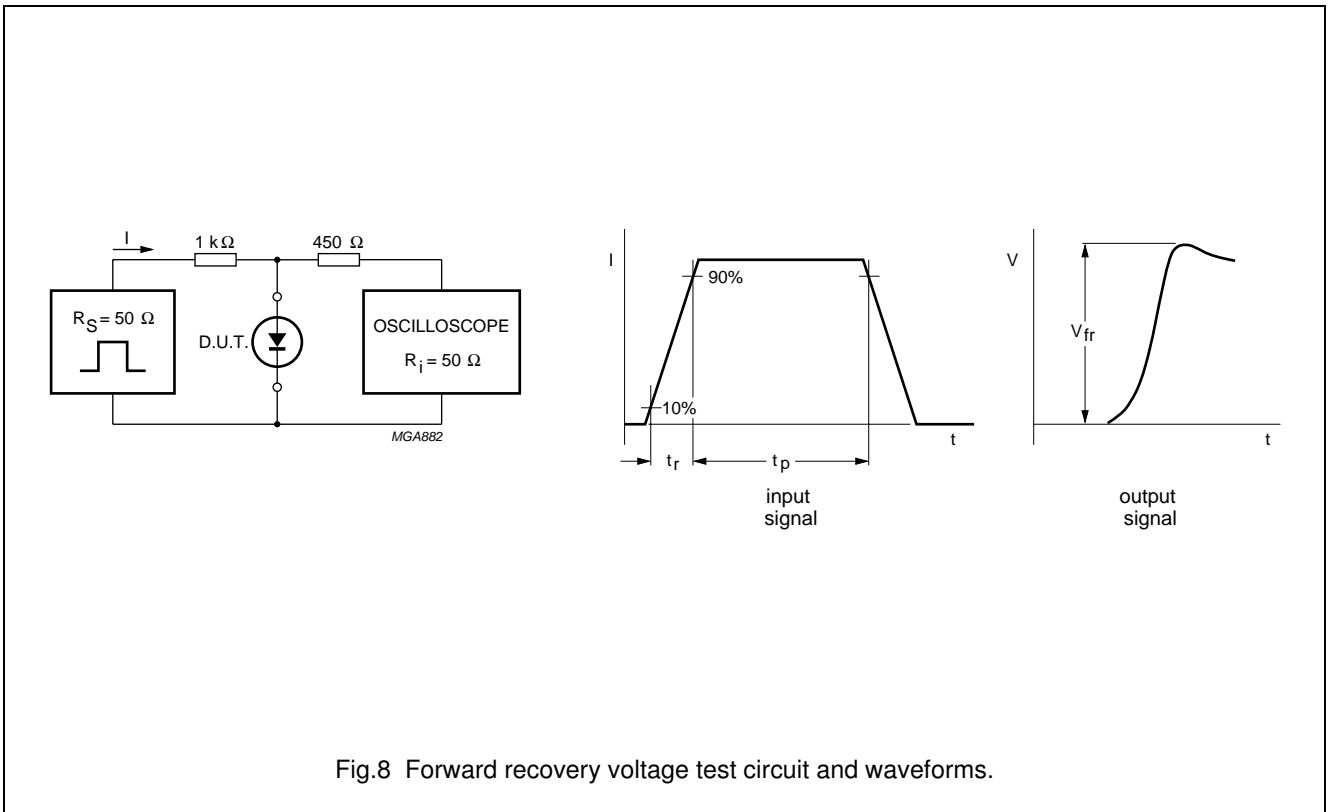 I
1 kΩ
450 Ω
R_S = 50 Ω
D.U.T.
OSCILLOSCOPE
R_i = 50 Ω
MGA882
I
90%
10%
t
t_r
t_p
input
signal
V
V_fr
t
output
signal
Fig.8 Forward recovery voltage test circuit and waveforms.